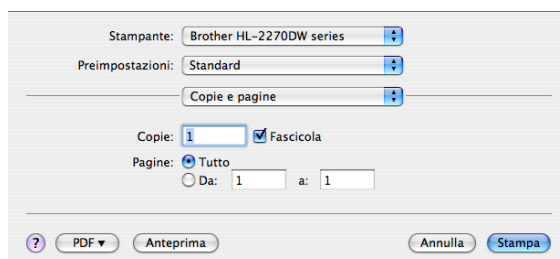 Stampante: Brother HL-2270DW series
Preimpostazioni: Standard
Copie e pagine
Copie: 1 Fascicola
Pagine: Tutto
Da: 1 a: 1
? PDF ▼ Anteprima Annulla Stampa